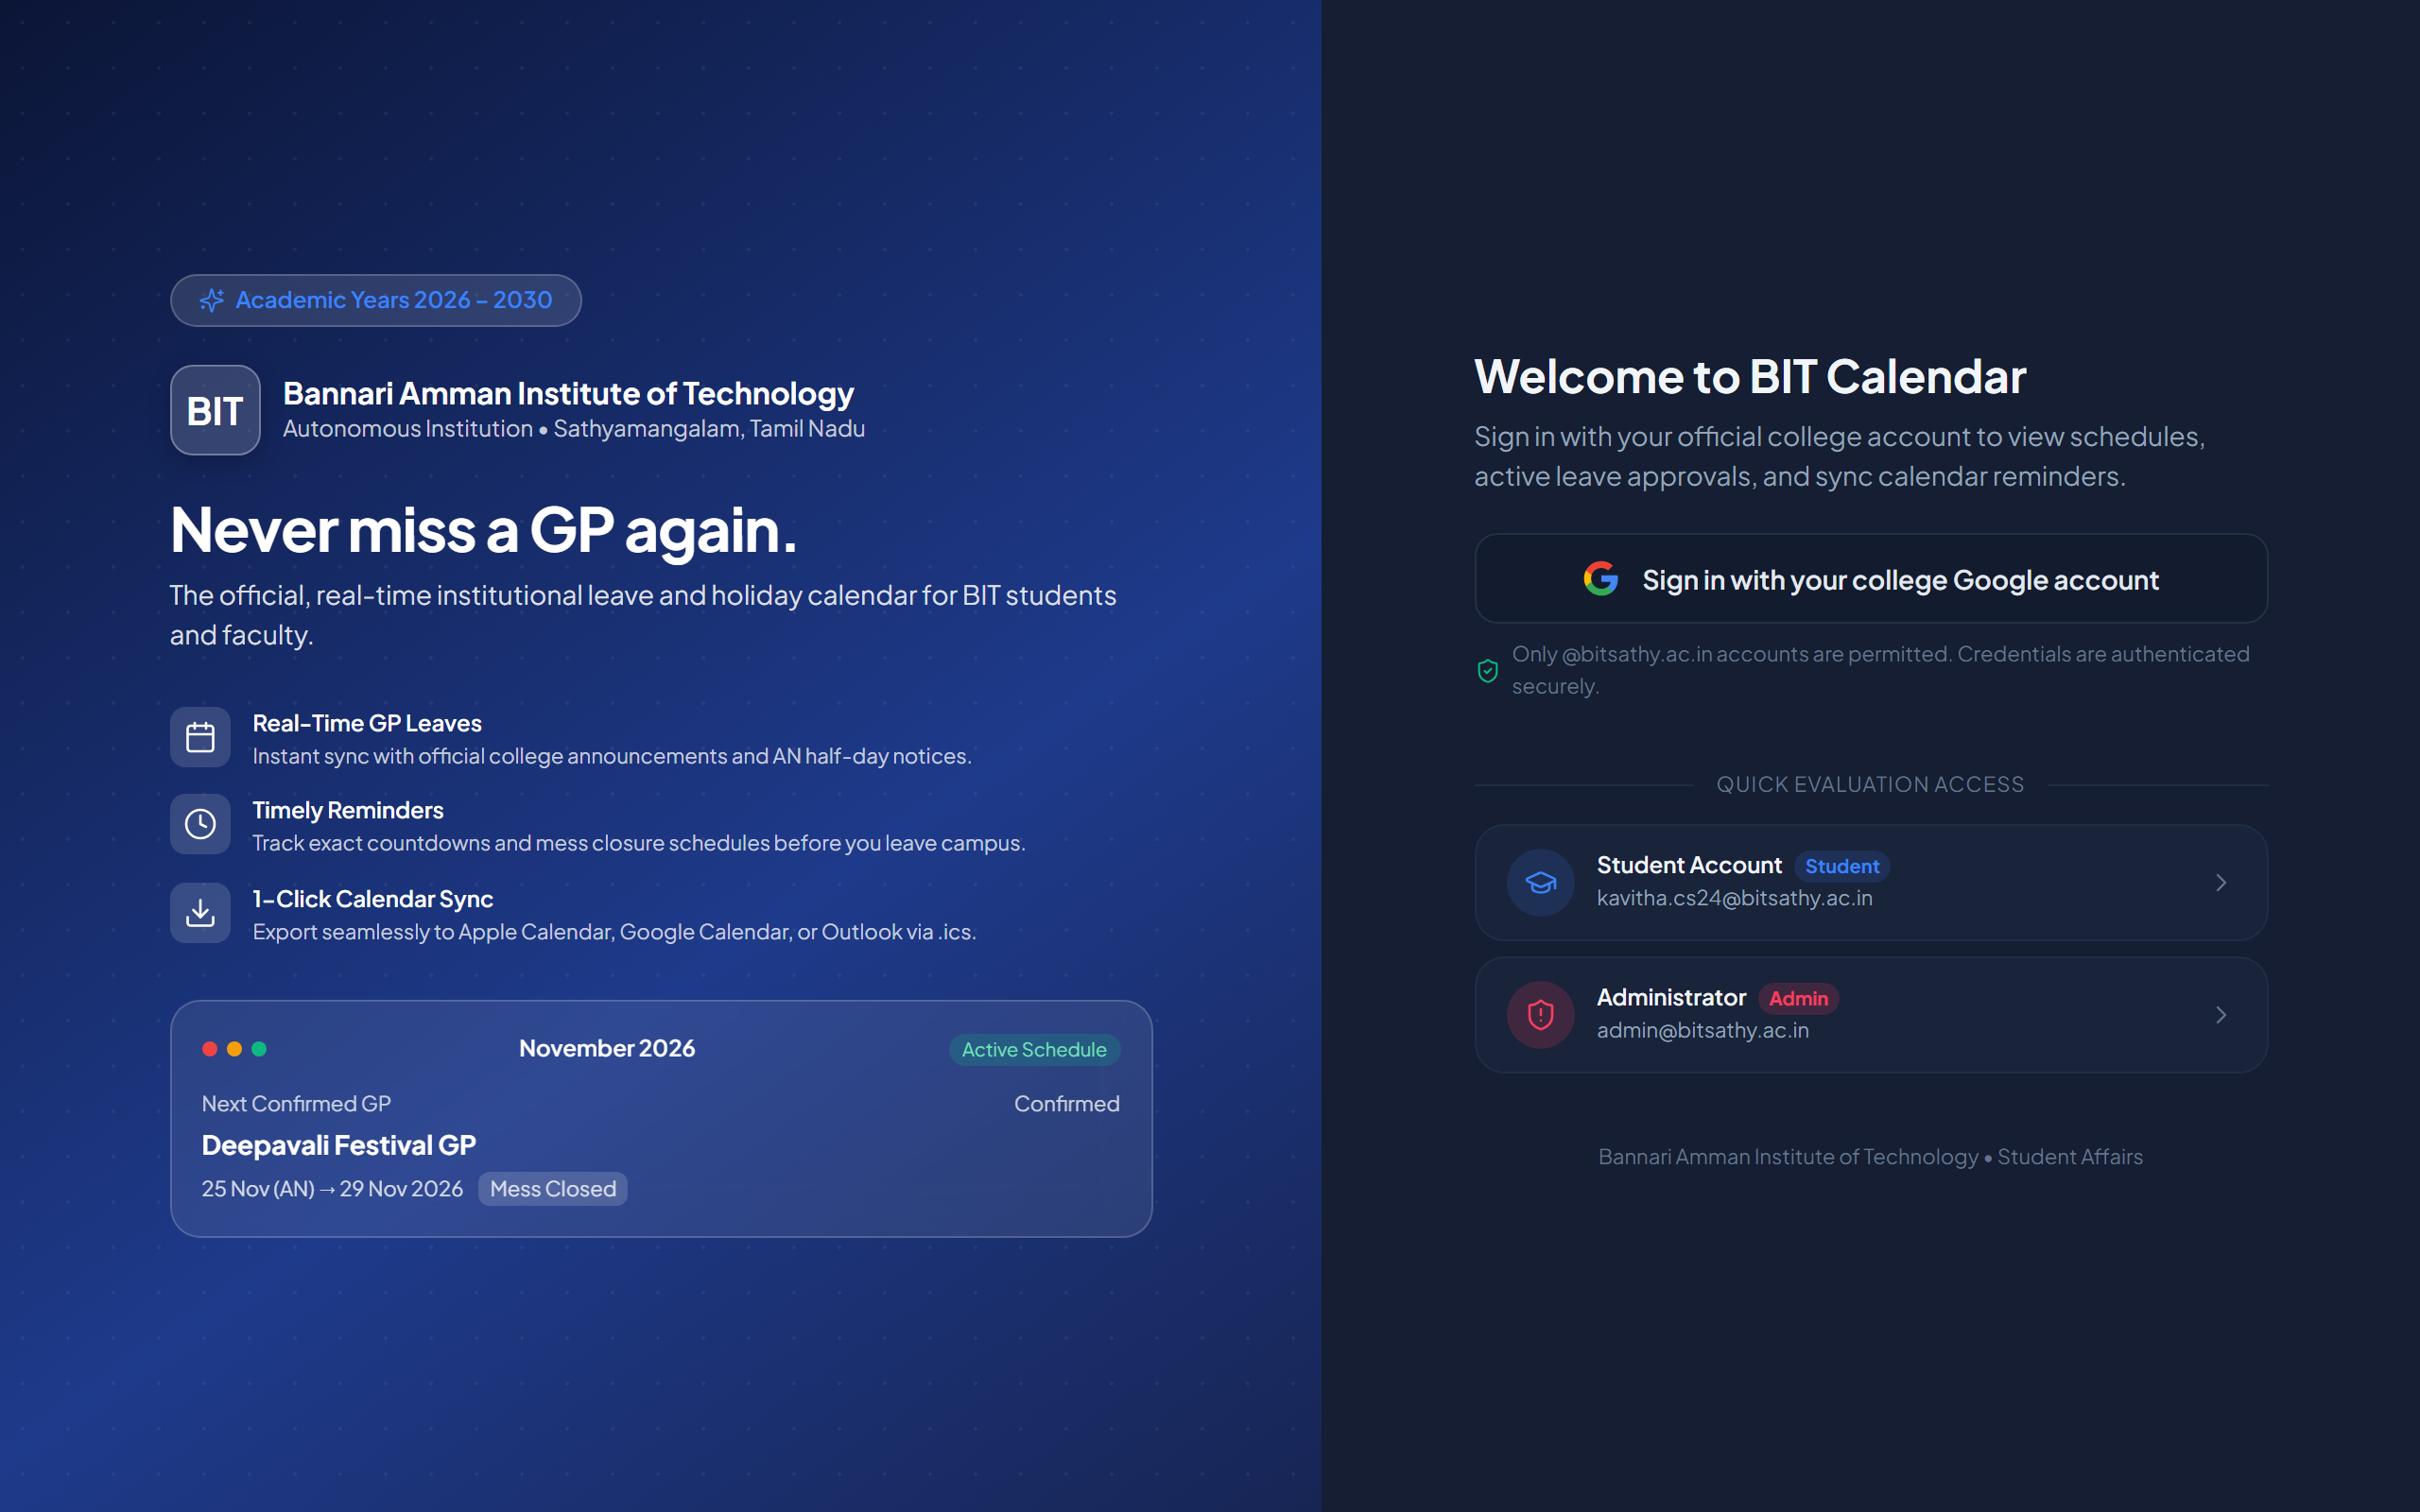 Academic Years 2026 – 2030
BIT
Bannari Amman Institute of Technology
Autonomous Institution • Sathyamangalam, Tamil Nadu
Never miss a GP again.
The official, real-time institutional leave and holiday calendar for BIT students
and faculty.
Real-Time GP Leaves
Instant sync with official college announcements and AN half-day notices.
Timely Reminders
Track exact countdowns and mess closure schedules before you leave campus.
1-Click Calendar Sync
Export seamlessly to Apple Calendar, Google Calendar, or Outlook via .ics.
November 2026
Active Schedule
Next Confirmed GP
Confirmed
Deepavali Festival GP
25 Nov (AN) → 29 Nov 2026 Mess Closed
Welcome to BIT Calendar
Sign in with your official college account to view schedules,
active leave approvals, and sync calendar reminders.
Sign in with your college Google account
Only @bitsathy.ac.in accounts are permitted. Credentials are authenticated
securely.
QUICK EVALUATION ACCESS
Student Account Student
kavitha.cs24@bitsathy.ac.in
Administrator Admin
admin@bitsathy.ac.in
Bannari Amman Institute of Technology • Student Affairs